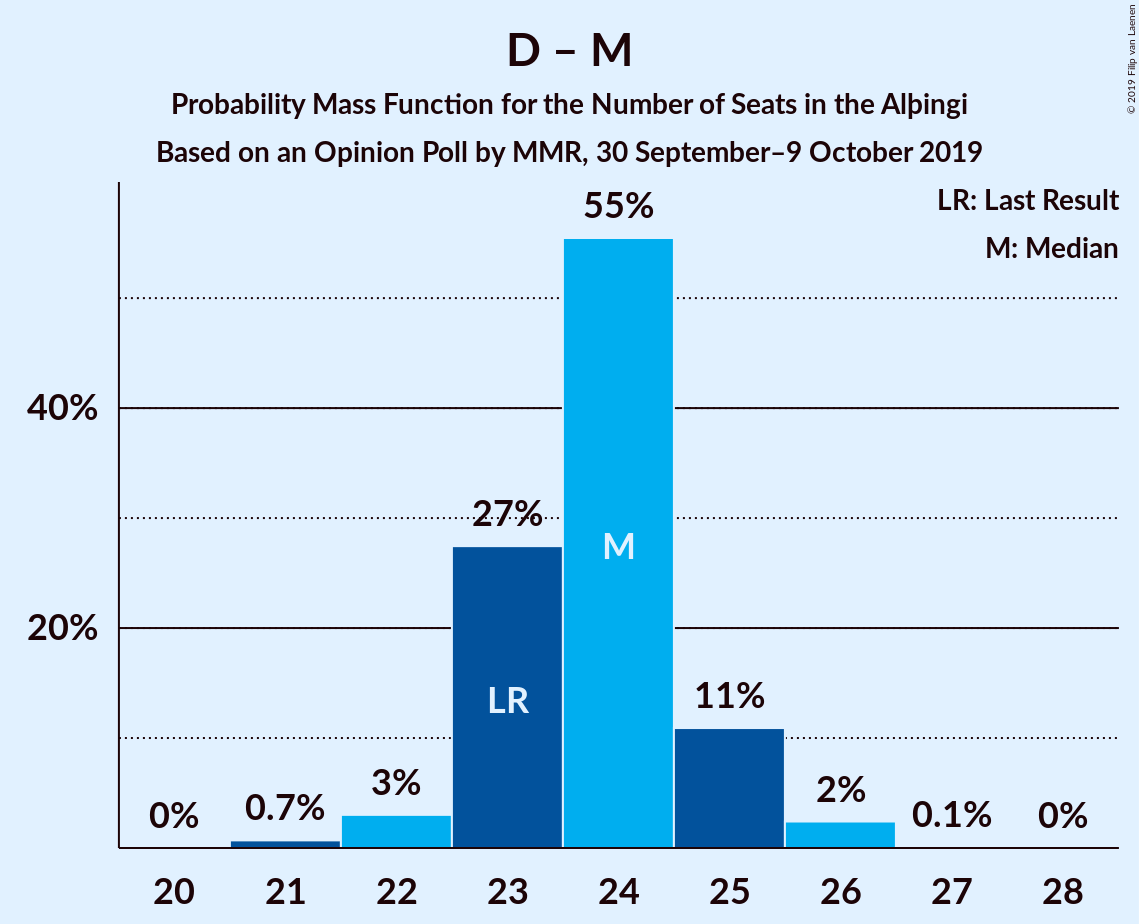 D – M
Probability Mass Function for the Number of Seats in the Alþingi
Based on an Opinion Poll by MMR, 30 September–9 October 2019
© 2019 Filip van Laenen
LR: Last Result
M: Median
55%
40%
27%
M
20%
LR
11%
0%
0.7%
3%
2%
0.1%
0%
20 21 22 23 24 25 26 27 28